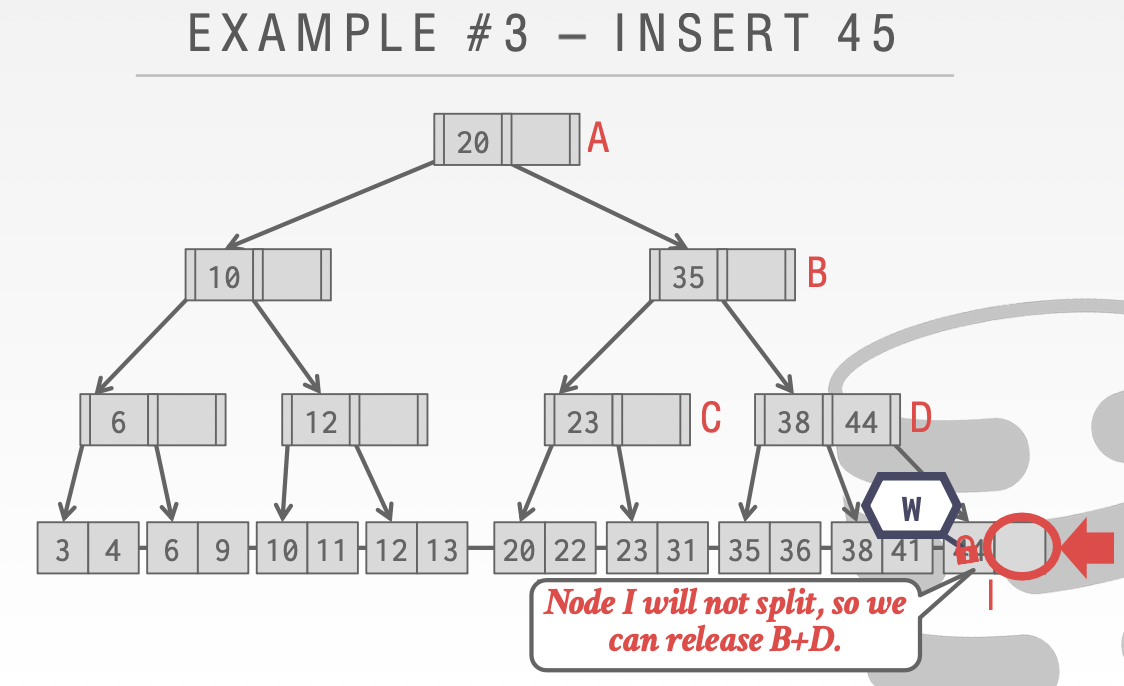 EXAMPLE #3 – INSERT 45
20 A
10 35 B
6 12 23 C 38 44 D
W
3 4 6 9 10 11 12 13 20 22 23 31 35 36 38 41 44
I
Node I will not split, so we
can release B+D.